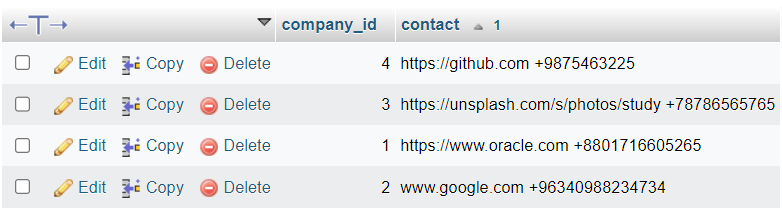 company_id contact 1
Edit Copy Delete 4 https://github.com +9875463225
Edit Copy Delete 3 https://unsplash.com/s/photos/study +78786565765
Edit Copy Delete 1 https://www.oracle.com +8801716605265
Edit Copy Delete 2 www.google.com +96340988234734